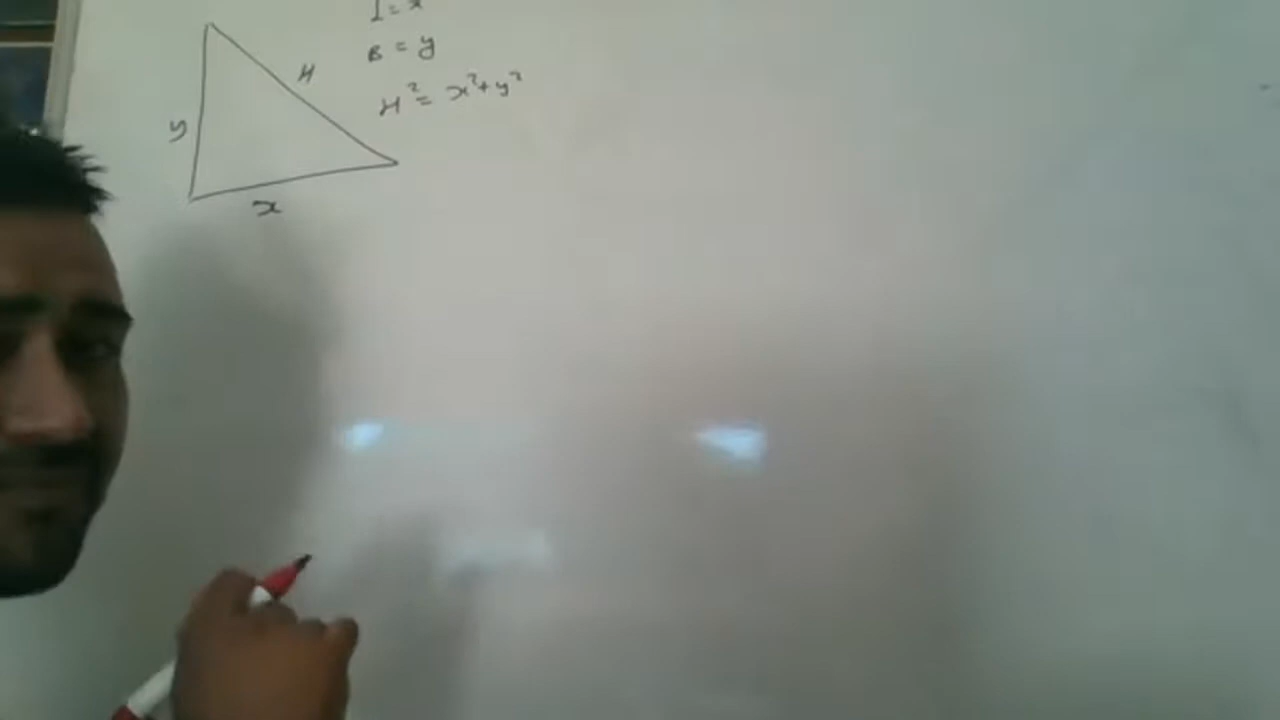 B = y
H² = x² + y²
H
y
x